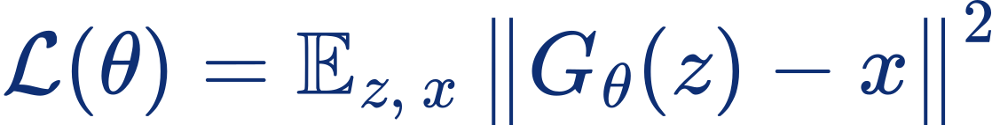 ℒ(θ) = 𝔼_{z, x} ‖G_θ(z) − x‖²